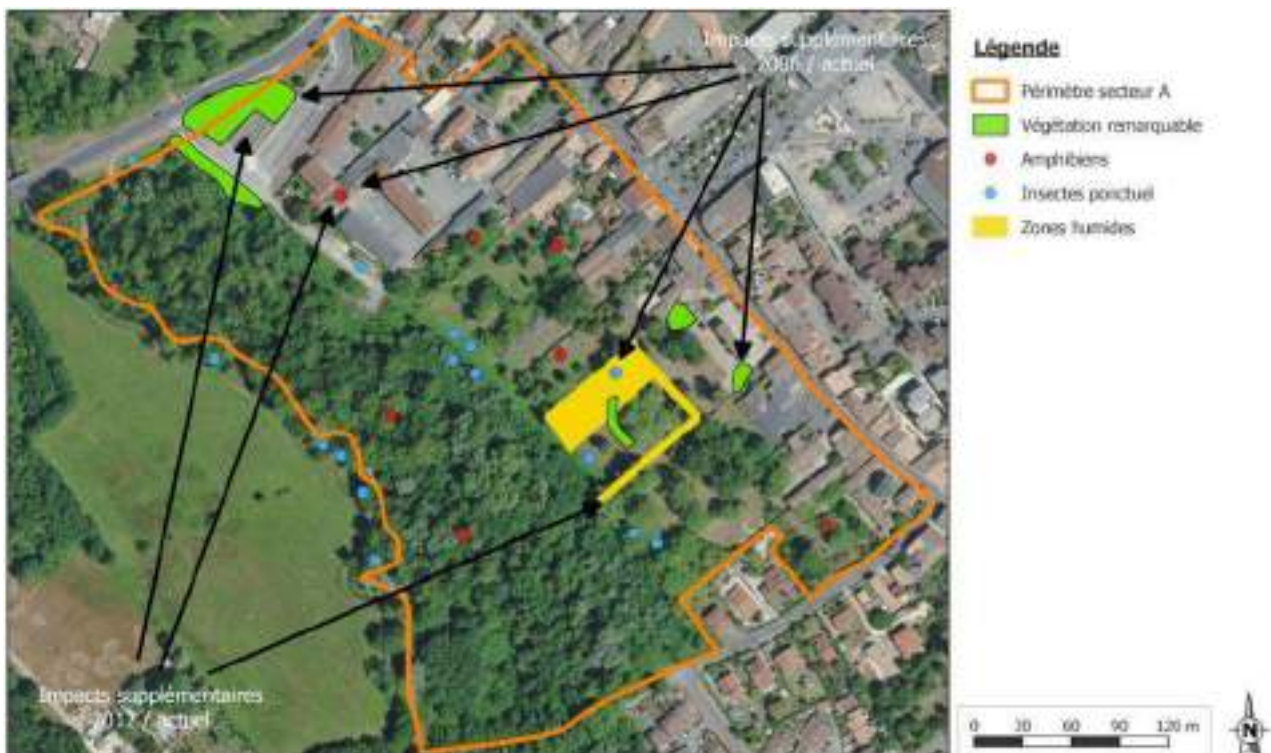 Impacts supplémentaires
2006 / actuel
Impacts supplémentaires
2012 / actuel
Légende
Périmètre secteur A
Végétation remarquable
Amphibiens
Insectes ponctuel
Zones humides
0 30 60 90 120 m
N